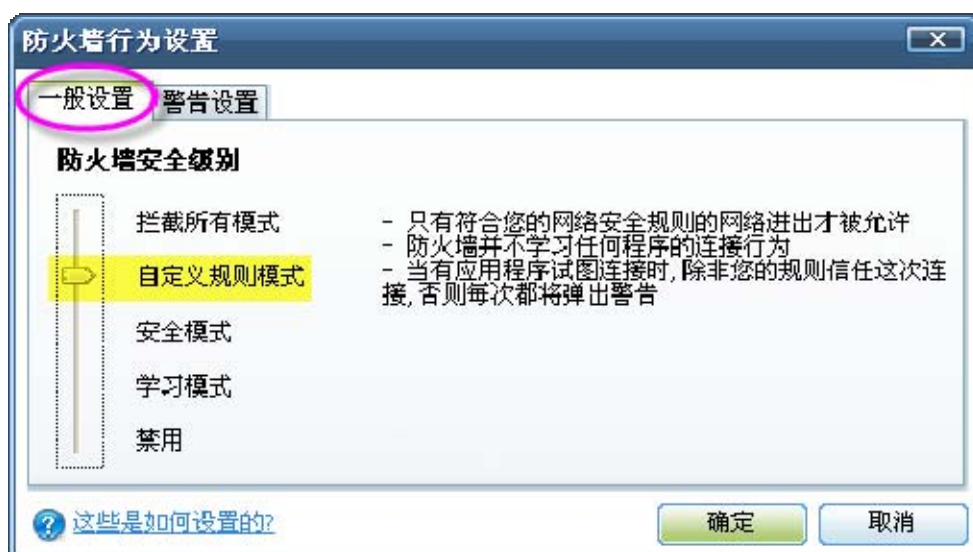 防火墙行为设置
一般设置
警告设置
防火墙安全级别
拦截所有模式
自定义规则模式
安全模式
学习模式
禁用
- 只有符合您的网络安全规则的网络进出才被允许
- 防火墙并不学习任何程序的连接行为
- 当有应用程序试图连接时,除非您的规则信任这次连
接,否则每次都将弹出警告
这些是如何设置的?
确定
取消